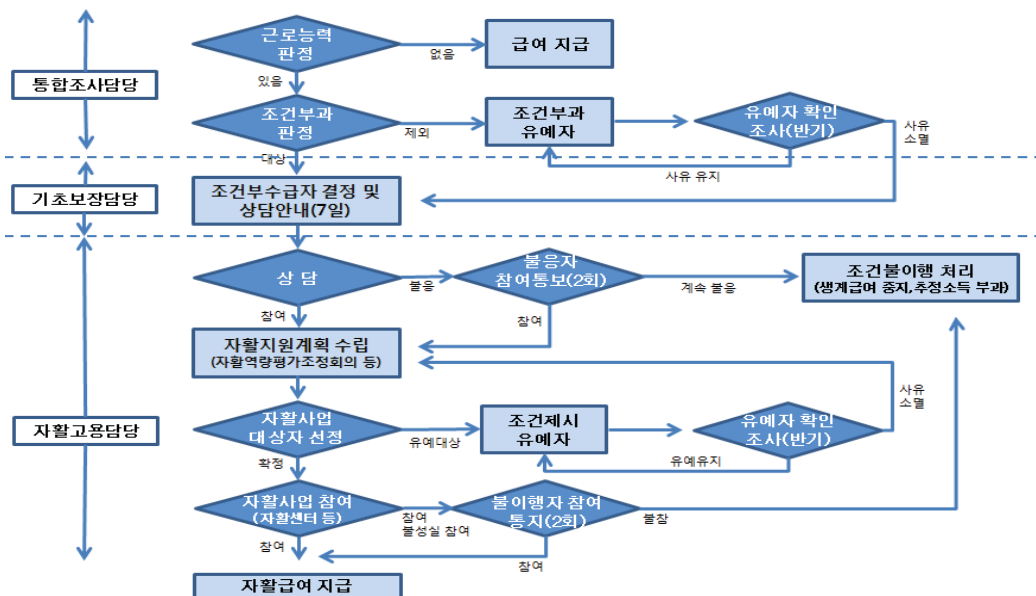 근로능력
판정
없음
급여 지급
있음
통합조사담당
조건부과
판정
제외
조건부과
유예자
유예자 확인
조사(반기)
사유
소멸
대상
사유 유지
기초보장담당
조건부수급자 결정 및
상담안내(7일)
상 담
불응
불응자
참여통보(2회)
계속 불응
조건불이행 처리
(생계급여 중지,추정소득 부과)
참여
참여
자활지원계획 수립
(자활역량평가조정회의 등)
사유
소멸
자활고용담당
자활사업
대상자 선정
유예대상
조건제시
유예자
유예자 확인
조사(반기)
확정
유예유지
자활사업 참여
(자활센터 등)
참여
불성실 참여
불이행자 참여
통지(2회)
불참
참여
참여
자활급여 지급